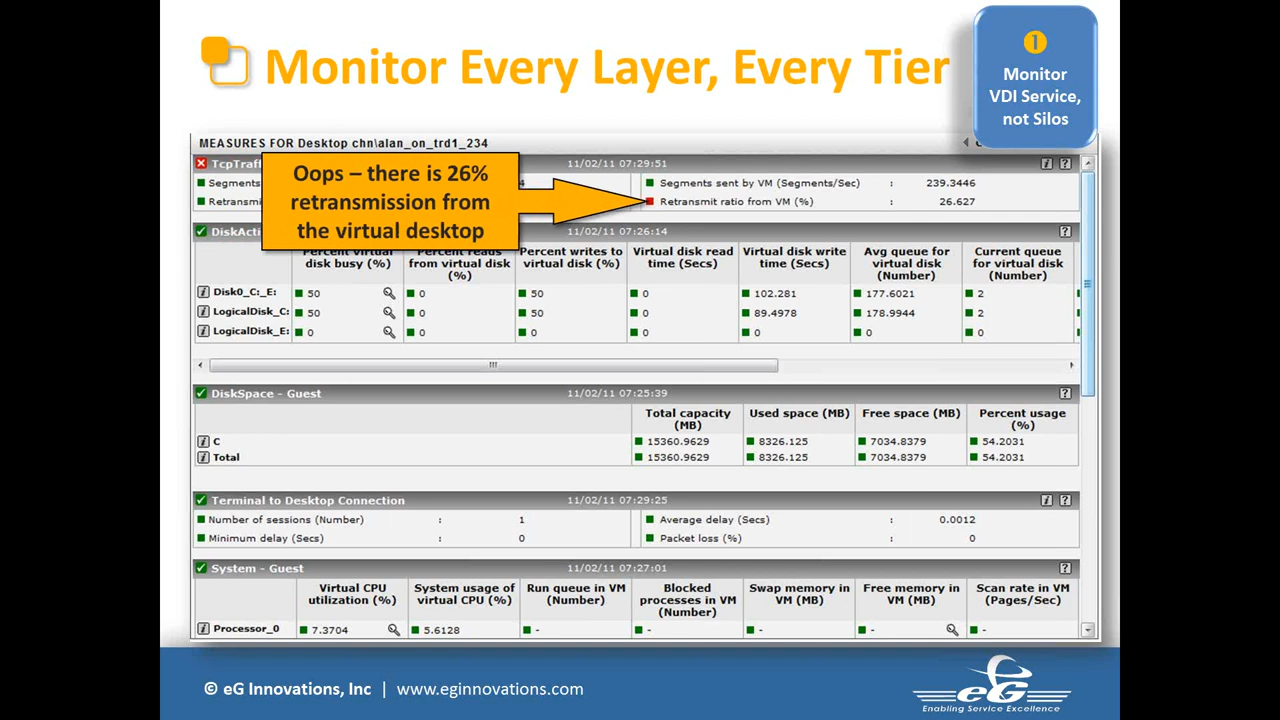 Monitor Every Layer, Every Tier
❶
Monitor
VDI Service,
not Silos
MEASURES FOR Desktop chn\alan_on_trd1_234
TcpTraff 11/02/11 07:29:51
Oops – there is 26%
retransmission from
the virtual desktop
Segments 4 Segments sent by VM (Segments/Sec) : 239.3446
Retransm Retransmit ratio from VM (%) : 26.627
DiskActi 11/02/11 07:26:14
Percent virtual disk busy (%) Percent reads from virtual disk (%) Percent writes to virtual disk (%) Virtual disk read time (Secs) Virtual disk write time (Secs) Avg queue for virtual disk (Number) Current queue for virtual disk (Number)
Disk0_C:_E: 50 0 50 0 102.281 177.6021 2
LogicalDisk_C: 50 0 50 0 89.4978 178.9944 2
LogicalDisk_E: 0 0 0 0 0 0 0
DiskSpace - Guest 11/02/11 07:25:39
Total capacity (MB) Used space (MB) Free space (MB) Percent usage (%)
C 15360.9629 8326.125 7034.8379 54.2031
Total 15360.9629 8326.125 7034.8379 54.2031
Terminal to Desktop Connection 11/02/11 07:29:25
Number of sessions (Number) : 1 Average delay (Secs) : 0.0012
Minimum delay (Secs) : 0 Packet loss (%) : 0
System - Guest 11/02/11 07:27:01
Virtual CPU utilization (%) System usage of virtual CPU (%) Run queue in VM (Number) Blocked processes in VM (Number) Swap memory in VM (MB) Free memory in VM (MB) Scan rate in VM (Pages/Sec)
Processor_0 7.3704 5.6128 - - - - -
© eG Innovations, Inc | www.eginnovations.com
eG
Enabling Service Excellence